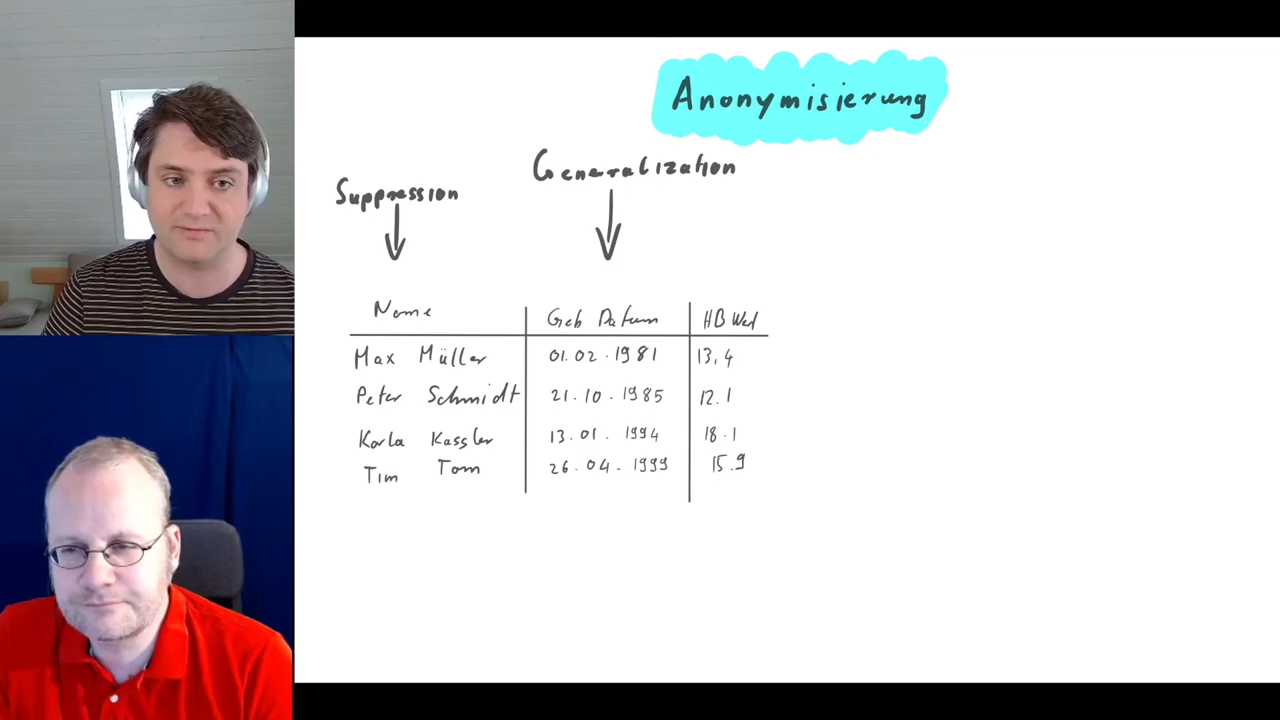 Anonymisierung
Generalization
Suppression
Name Geb Datum HB Wert
Max Müller 01.02.1981 13,4
Peter Schmidt 21.10.1985 12.1
Karla Kassler 13.01.1994 18.1
Tim Tom 26.04.1999 15.9